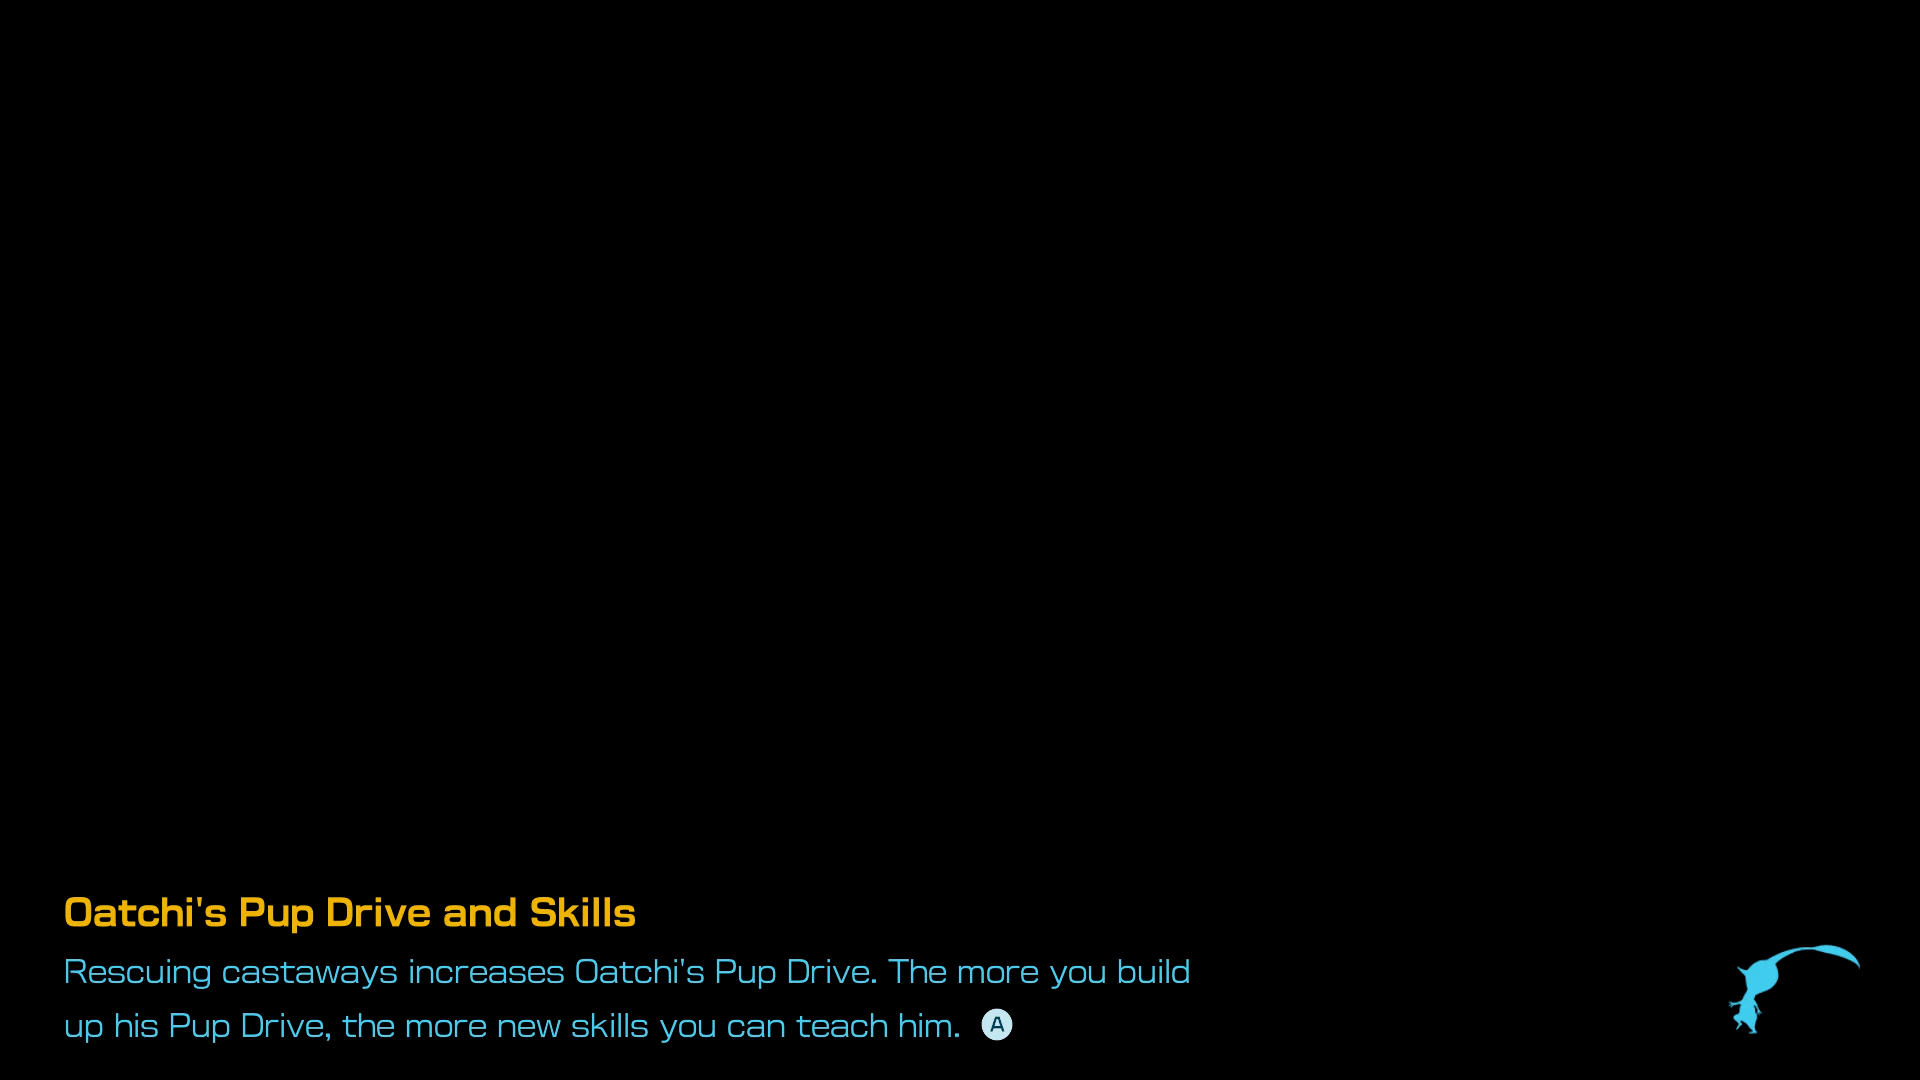 Oatchi's Pup Drive and Skills
Rescuing castaways increases Oatchi's Pup Drive. The more you build
up his Pup Drive, the more new skills you can teach him. A